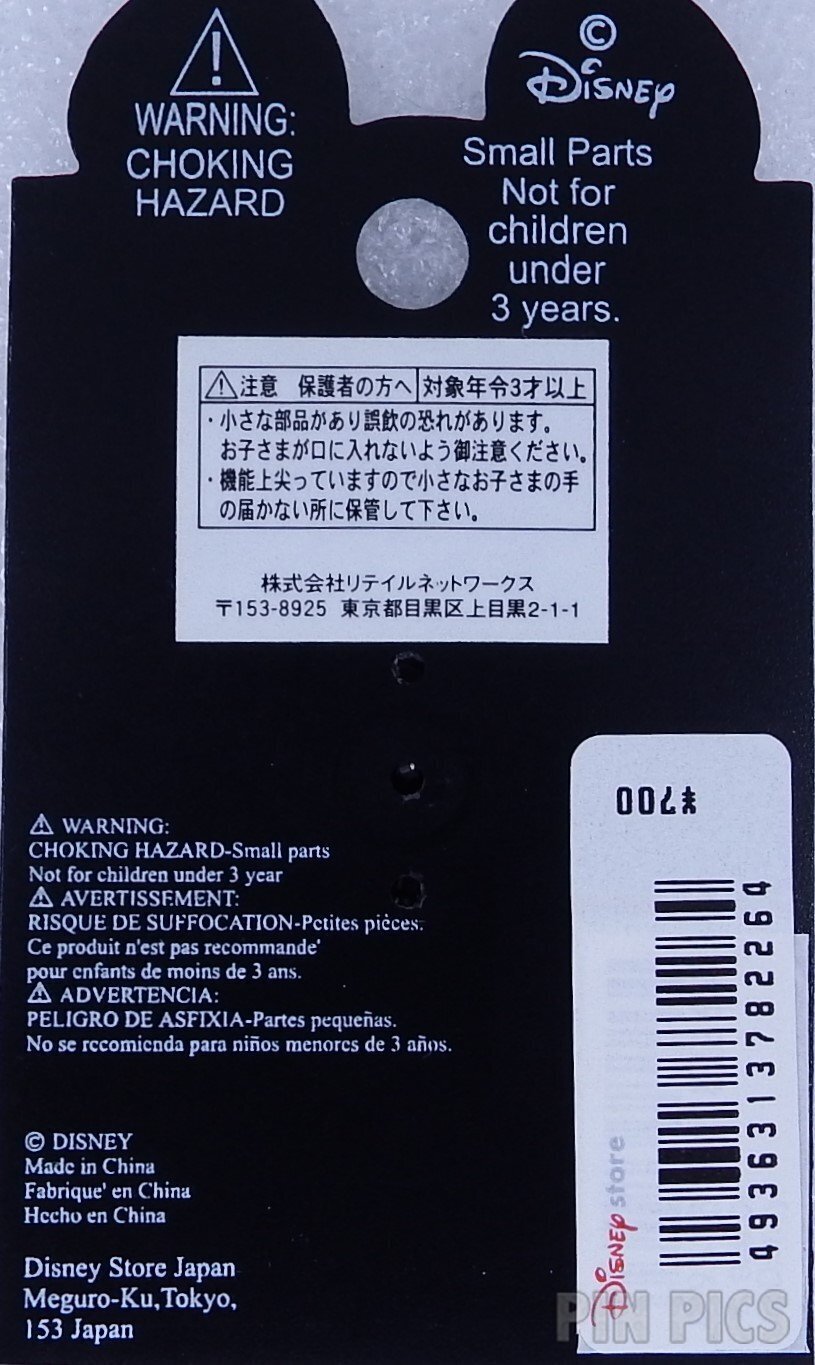 WARNING:
CHOKING
HAZARD
©
Disney
Small Parts
Not for
children
under
3 years.
⚠注意 保護者の方へ 対象年令3才以上
・小さな部品があり誤飲の恐れがあります。
お子さまが口に入れないよう御注意ください。
・機能上尖っていますので小さなお子さまの手
の届かない所に保管して下さい。
株式会社リテイルネットワークス
〒153-8925 東京都目黒区上目黒2-1-1
⚠ WARNING:
CHOKING HAZARD-Small parts
Not for children under 3 year
⚠ AVERTISSEMENT:
RISQUE DE SUFFOCATION-Petites pièces.
Ce produit n'est pas recommande'
pour enfants de moins de 3 ans.
⚠ ADVERTENCIA:
PELIGRO DE ASFIXIA-Partes pequeñas.
No se recomienda para niños menores de 3 años.
© DISNEY
Made in China
Fabrique' en China
Hecho en China
Disney Store Japan
Meguro-Ku,Tokyo,
153 Japan
¥700
4936313782264
Disney store
PIN PICS